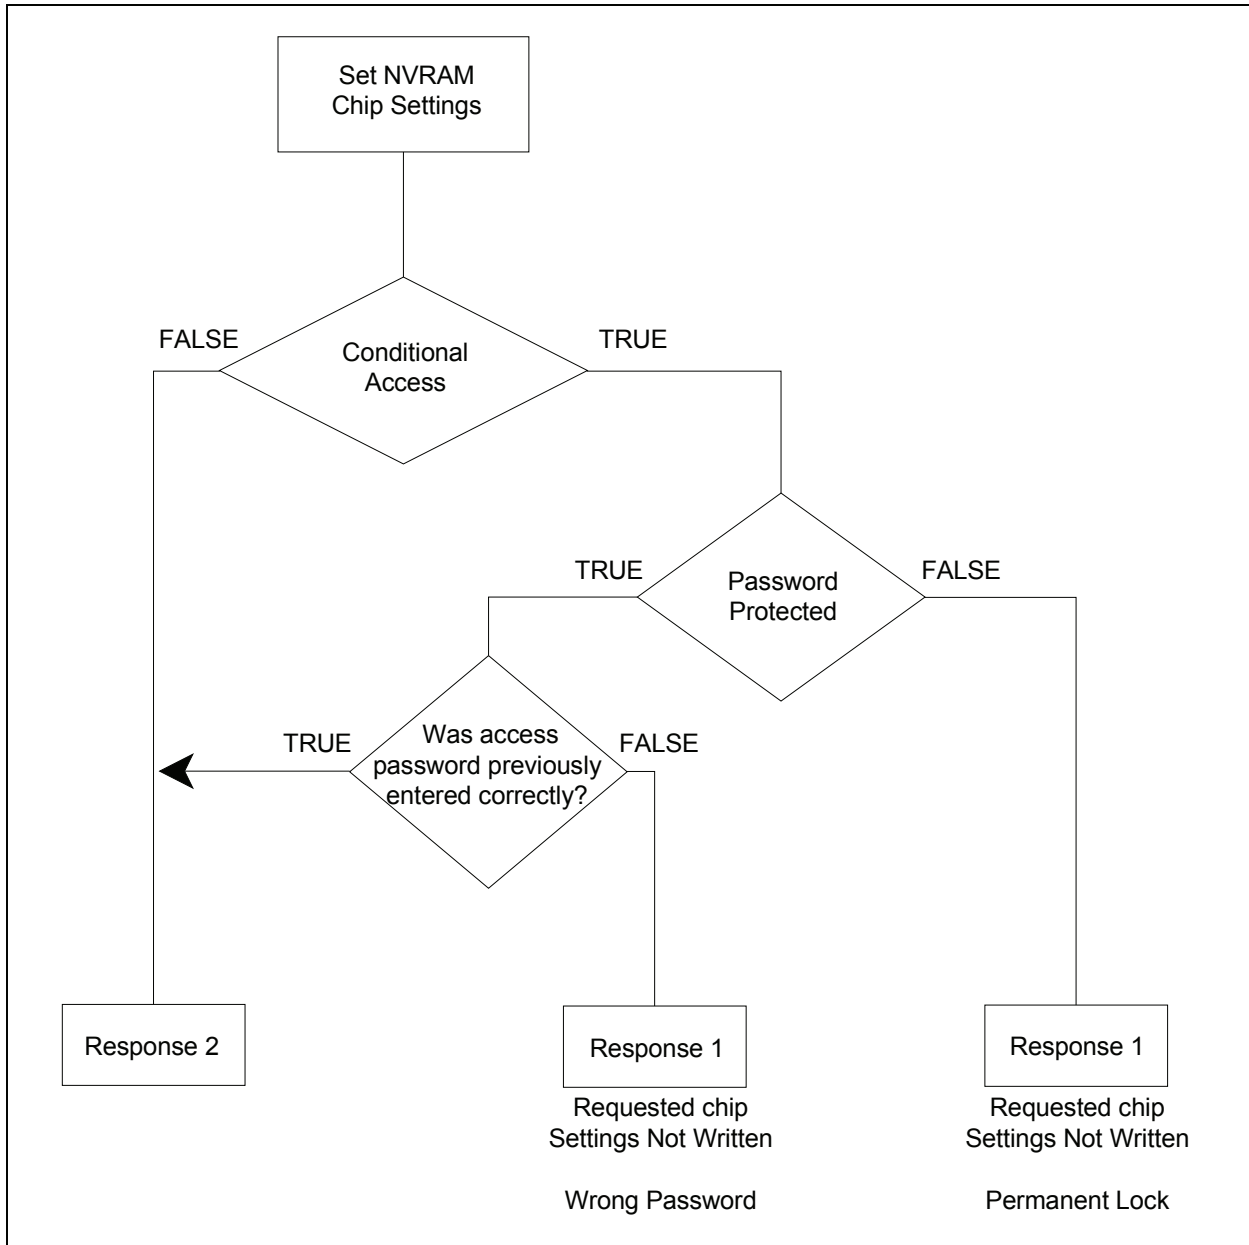 Set NVRAM
Chip Settings
FALSE
TRUE
Conditional
Access
TRUE
FALSE
Password
Protected
TRUE
FALSE
Was access
password previously
entered correctly?
Response 2
Response 1
Response 1
Requested chip
Settings Not Written
Requested chip
Settings Not Written
Wrong Password
Permanent Lock